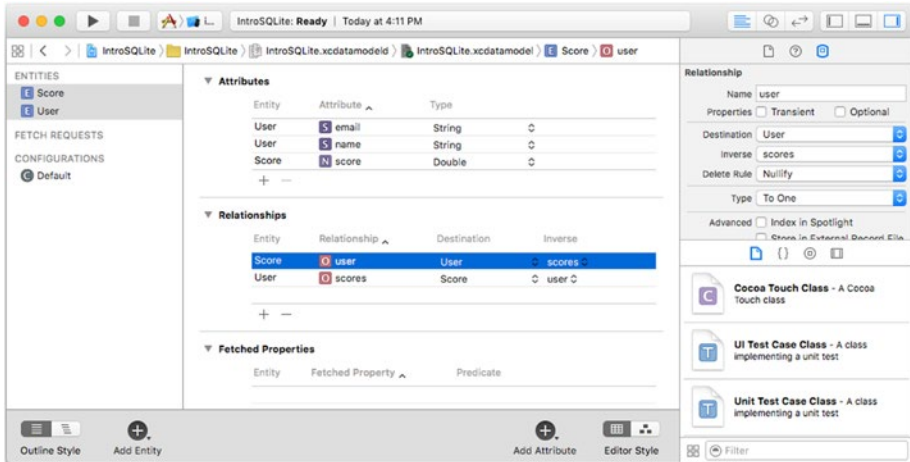 IntroSQLite: Ready | Today at 4:11 PM
IntroSQLite IntroSQLite IntroSQLite.xcdatamodeld IntroSQLite.xcdatamodel E Score O user
ENTITIES
E Score
E User
FETCH REQUESTS
CONFIGURATIONS
C Default
Attributes
Entity Attribute Type
User S email String
User S name String
Score N score Double
+ −
Relationships
Entity Relationship Destination Inverse
Score O user User scores
User O scores Score user
+ −
Fetched Properties
Entity Fetched Property Predicate
Outline Style
Add Entity
Add Attribute
Editor Style
Relationship
Name user
Properties Transient Optional
Destination User
Inverse scores
Delete Rule Nullify
Type To One
Advanced Index in Spotlight
Store in External Record File
C Cocoa Touch Class - A Cocoa
Touch class
T UI Test Case Class - A class
implementing a unit test
T Unit Test Case Class - A class
implementing a unit test
Filter